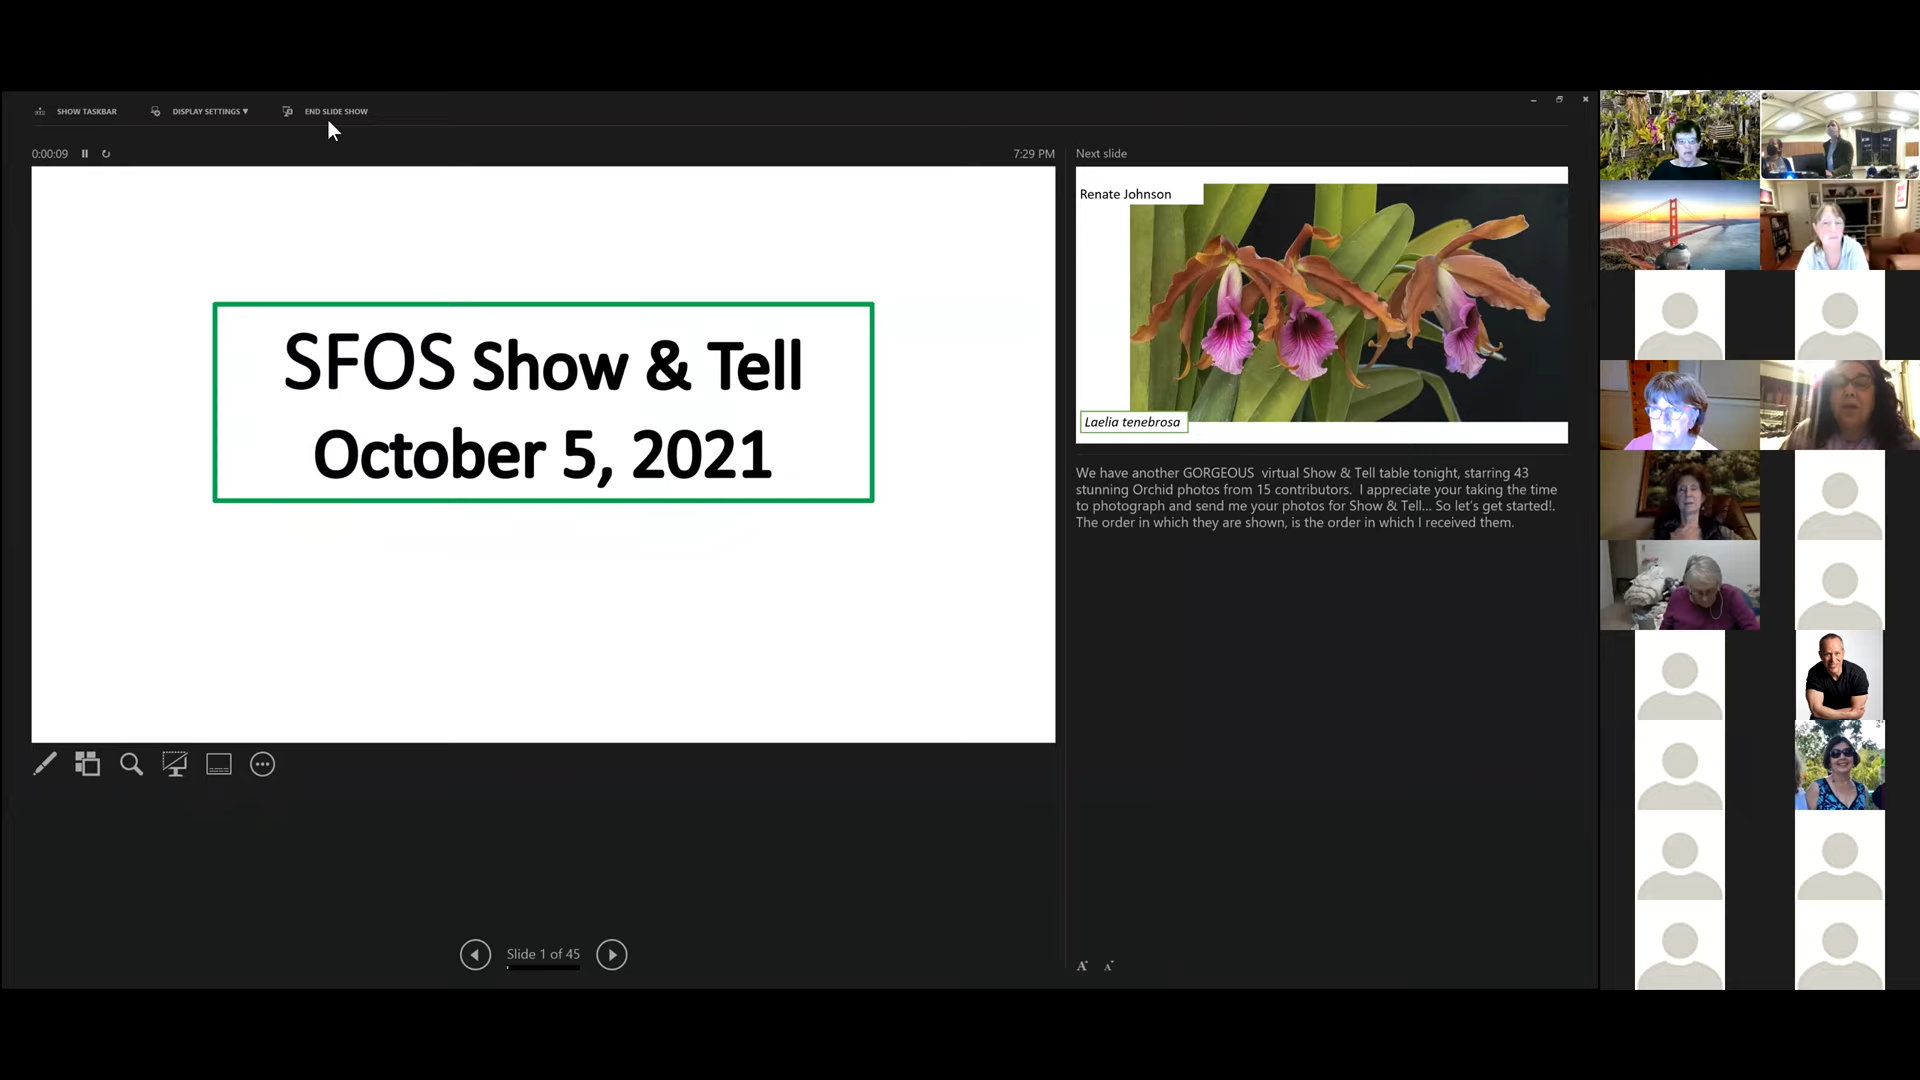 SHOW TASKBAR
DISPLAY SETTINGS ▼
END SLIDE SHOW
0:00:09
7:29 PM
Next slide
SFOS Show & Tell
October 5, 2021
Renate Johnson
Laelia tenebrosa
We have another GORGEOUS  virtual Show & Tell table tonight, starring 43
stunning Orchid photos from 15 contributors.  I appreciate your taking the time
to photograph and send me your photos for Show & Tell... So let's get started!.
The order in which they are shown, is the order in which I received them.
Slide 1 of 45
A A